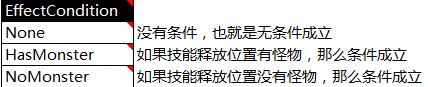 EffectCondition
None 没有条件，也就是无条件成立
HasMonster 如果技能释放位置有怪物，那么条件成立
NoMonster 如果技能释放位置没有怪物，那么条件成立